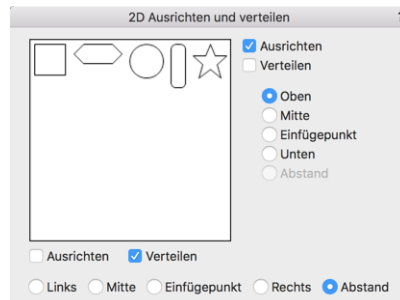 2D Ausrichten und verteilen
Ausrichten
Verteilen
Oben
Mitte
Einfügepunkt
Unten
Abstand
Ausrichten Verteilen
Links Mitte Einfügepunkt Rechts Abstand